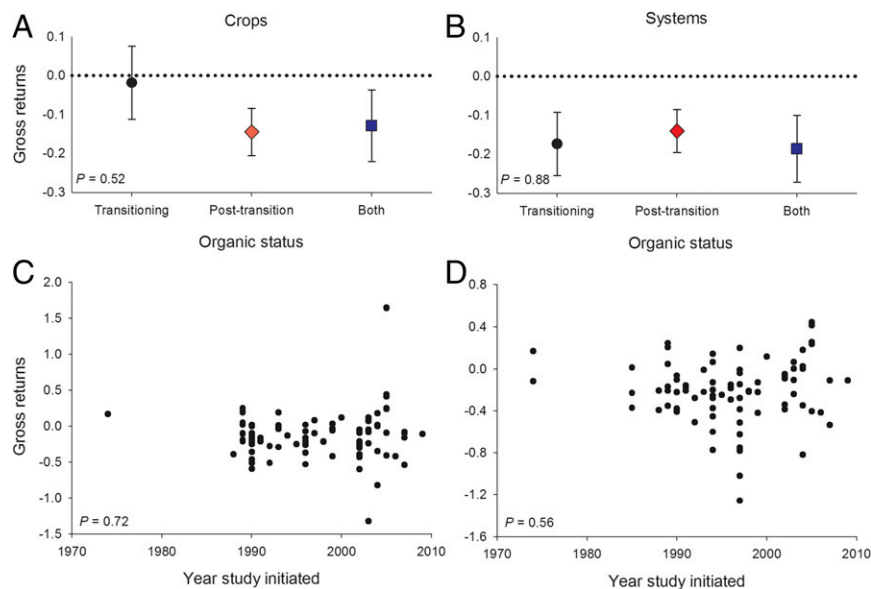 A
Crops
Gross returns
0.0
-0.1
-0.2
-0.3
P = 0.52
Transitioning Post-transition Both
Organic status
B
Systems
0.0
-0.1
-0.2
-0.3
P = 0.88
Transitioning Post-transition Both
Organic status
C
Gross returns
2.0
1.5
1.0
0.5
0.0
-0.5
-1.0
-1.5
P = 0.72
1970 1980 1990 2000 2010
Year study initiated
D
Gross returns
0.8
0.4
0.0
-0.4
-0.8
-1.2
-1.6
P = 0.56
1970 1980 1990 2000 2010
Year study initiated